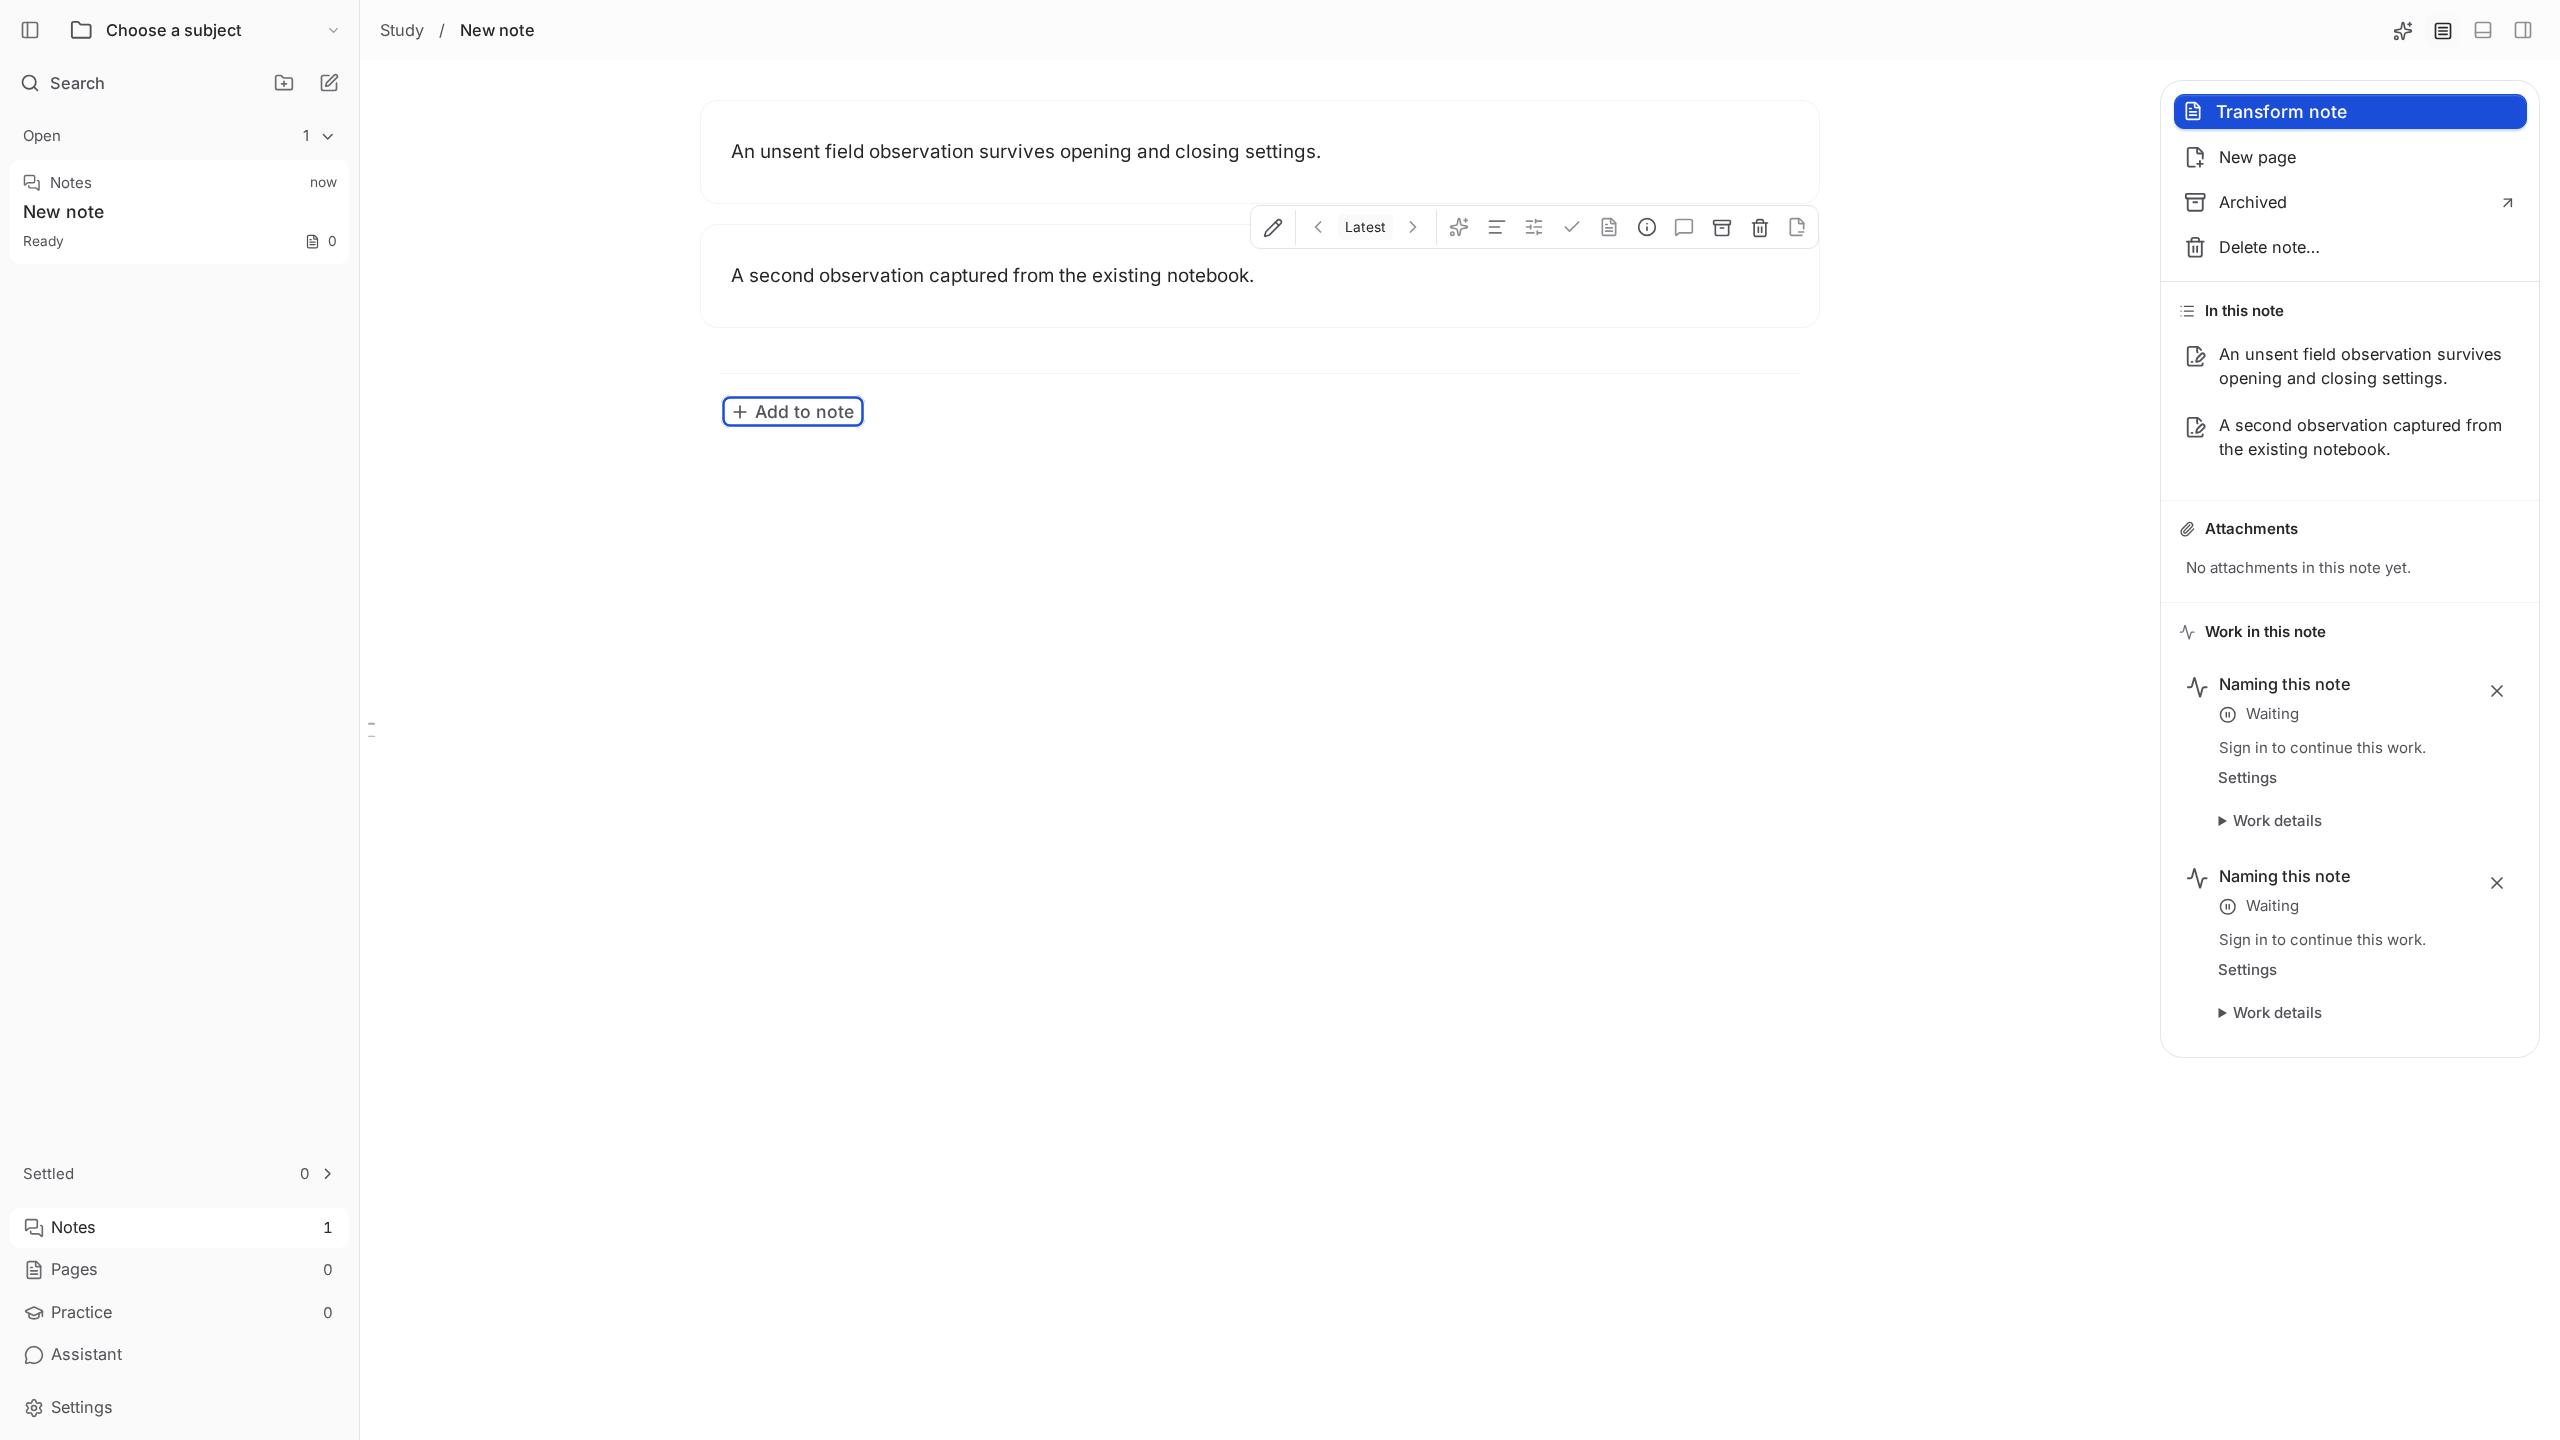 Choose a subject
Search
Open 1
Notes now
New note
Ready 0
Settled 0
Notes 1
Pages 0
Practice 0
Assistant
Settings
Study / New note
An unsent field observation survives opening and closing settings.
Latest
A second observation captured from the existing notebook.
Add to note
Transform note
New page
Archived
Delete note...
In this note
An unsent field observation survives
opening and closing settings.
A second observation captured from
the existing notebook.
Attachments
No attachments in this note yet.
Work in this note
Naming this note
Waiting
Sign in to continue this work.
Settings
Work details
Naming this note
Waiting
Sign in to continue this work.
Settings
Work details